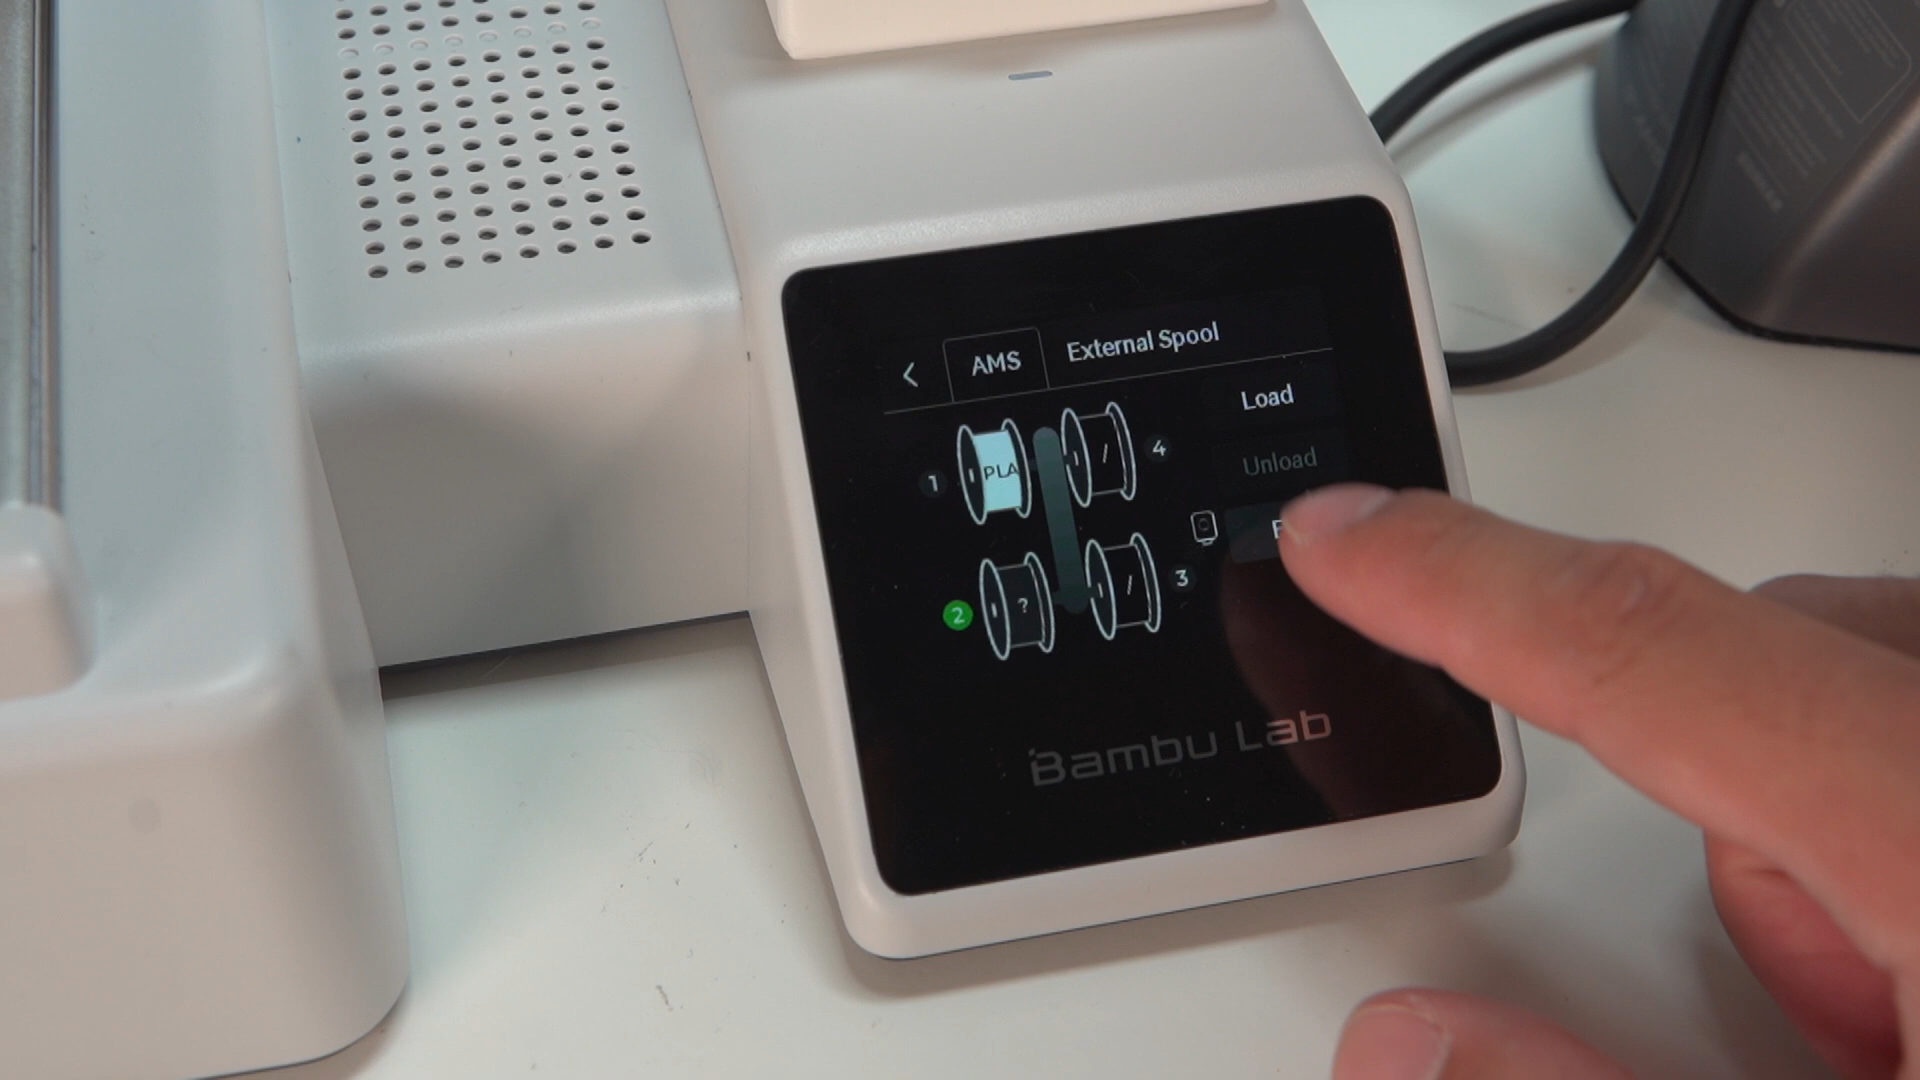 AMS External Spool
Load
1 PLA / 4
Unload
2 ? / 3
Bambu Lab